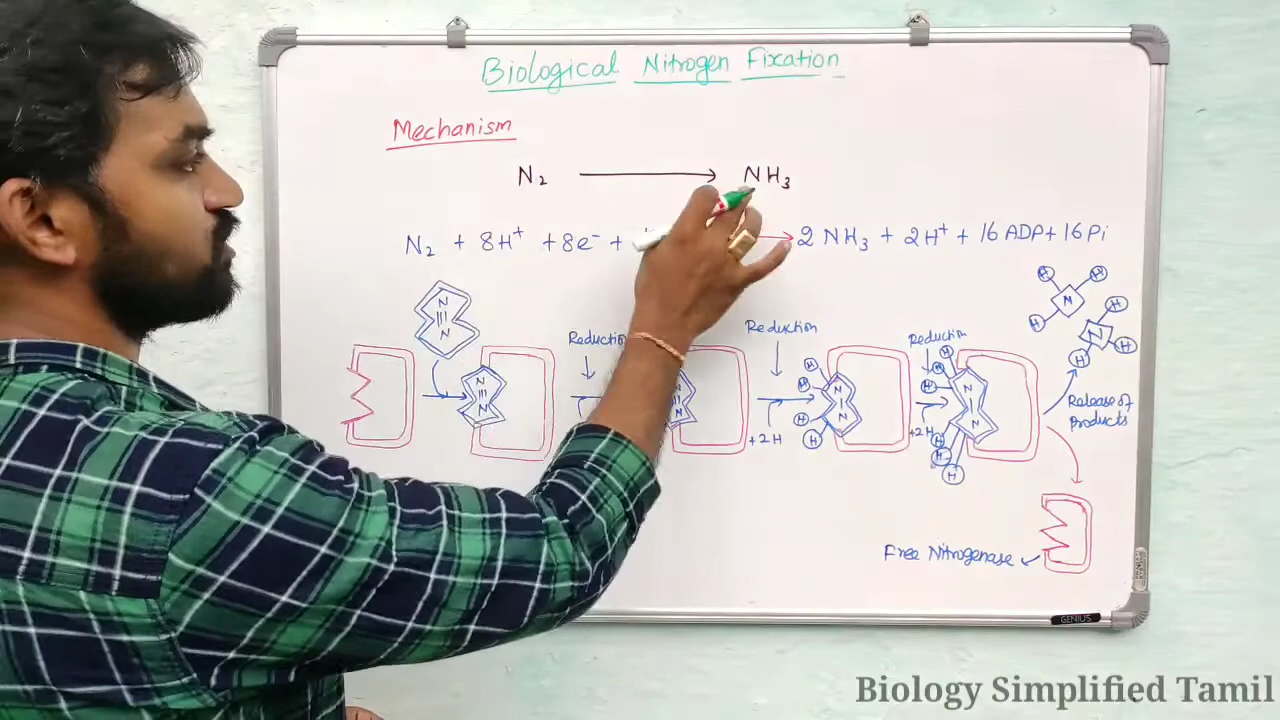 Biological Nitrogen Fixation
Mechanism
N₂ → NH₃
N₂ + 8H⁺ + 8e⁻ + → 2 NH₃ + 2H⁺ + 16 ADP + 16 Pi
H H
N
H H
N
H H
N
≡
N
Reduction Reduction Reduction
N
≡
N
N
≡
N
H
H
H
H
N
N
H
H
H
H
H
H
N
N
+2H +2H
Release of
Products
Free Nitrogenase
GENIUS
Biology Simplified Tamil